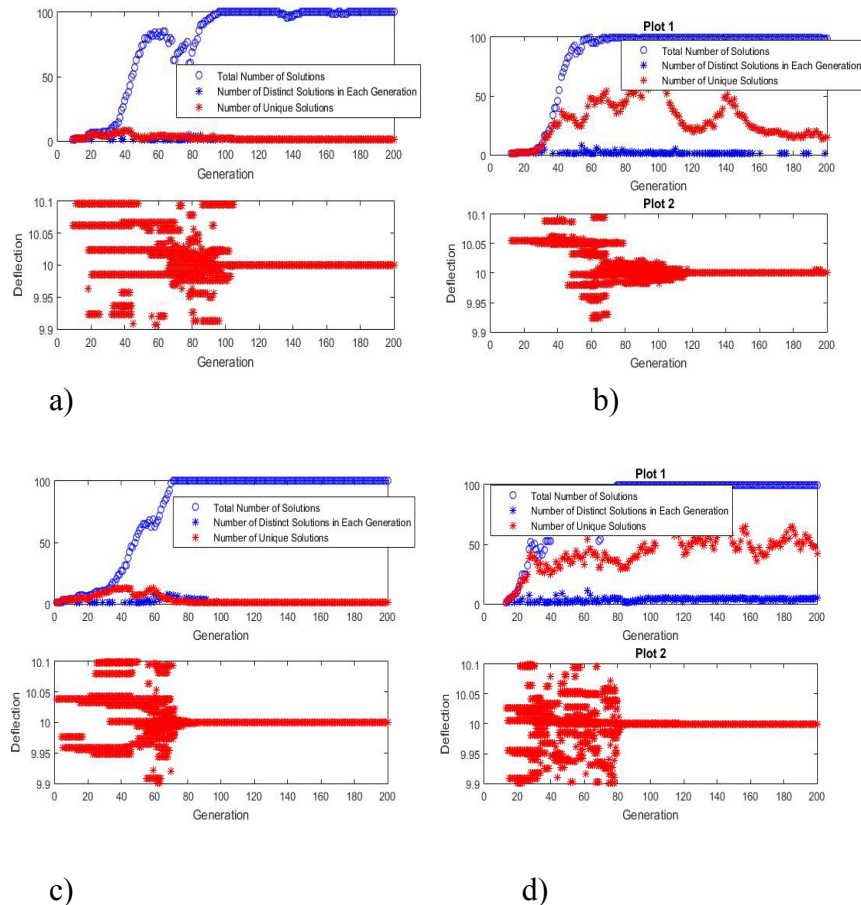 100
50
0
0 20 40 60 80 100 120 140 160 180 200
Generation
Total Number of Solutions
Number of Distinct Solutions in Each Generation
Number of Unique Solutions
10.1
10.05
10
9.95
9.9
Deflection
0 20 40 60 80 100 120 140 160 180 200
Generation
a)
Plot 1
100
50
0
0 20 40 60 80 100 120 140 160 180 200
Generation
Total Number of Solutions
Number of Distinct Solutions in Each Generation
Number of Unique Solutions
Plot 2
10.1
10.05
10
9.95
9.9
Deflection
0 20 40 60 80 100 120 140 160 180 200
Generation
b)
100
50
0
0 20 40 60 80 100 120 140 160 180 200
Generation
Total Number of Solutions
Number of Distinct Solutions in Each Generation
Number of Unique Solutions
10.1
10.05
10
9.95
9.9
Deflection
0 20 40 60 80 100 120 140 160 180 200
Generation
c)
Plot 1
100
50
0
0 20 40 60 80 100 120 140 160 180 200
Generation
Total Number of Solutions
Number of Distinct Solutions in Each Generation
Number of Unique Solutions
Plot 2
10.1
10.05
10
9.95
9.9
Deflection
0 20 40 60 80 100 120 140 160 180 200
Generation
d)